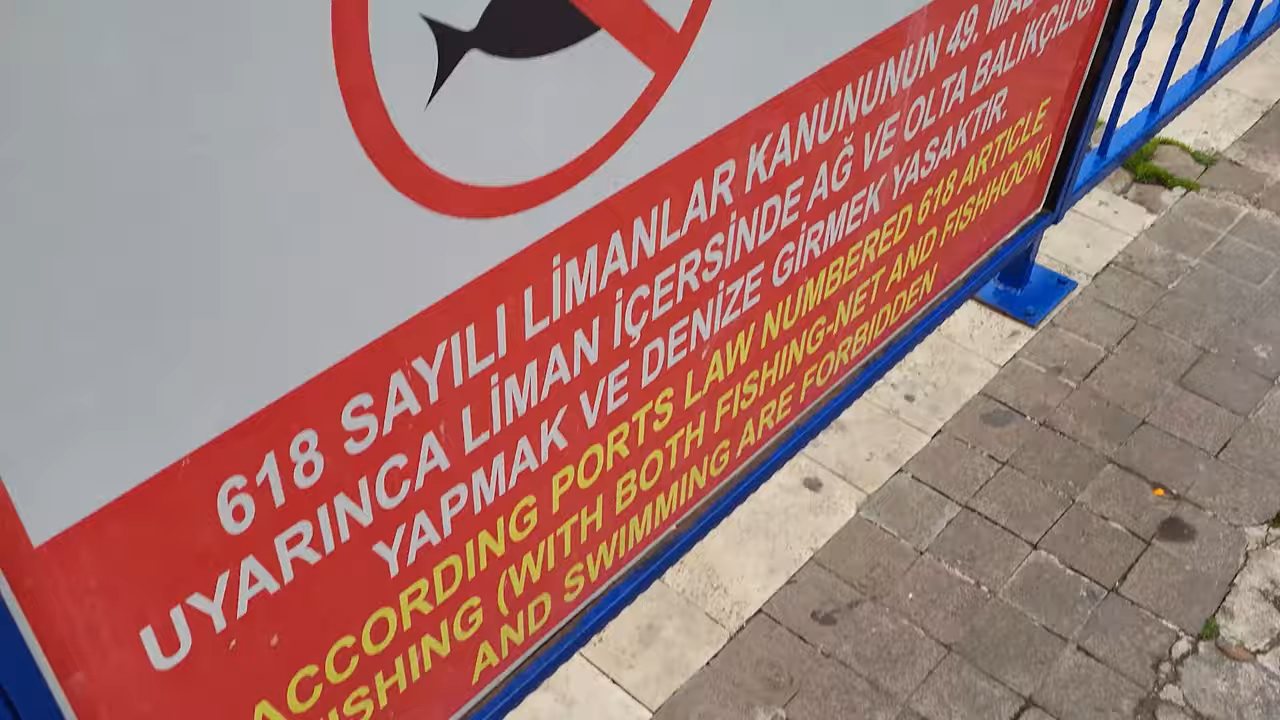 618 SAYILI LİMANLAR KANUNUNUN 49.
UYARINCA LİMAN İÇERSİNDE AĞ VE OLTA BALIKÇILIĞI
YAPMAK VE DENİZE GİRMEK YASAKTIR.
ACCORDING PORTS LAW NUMBERED 618 ARTICLE
(WITH BOTH FISHING-NET AND FISHHOOK)
AND SWIMMING ARE FORBIDDEN